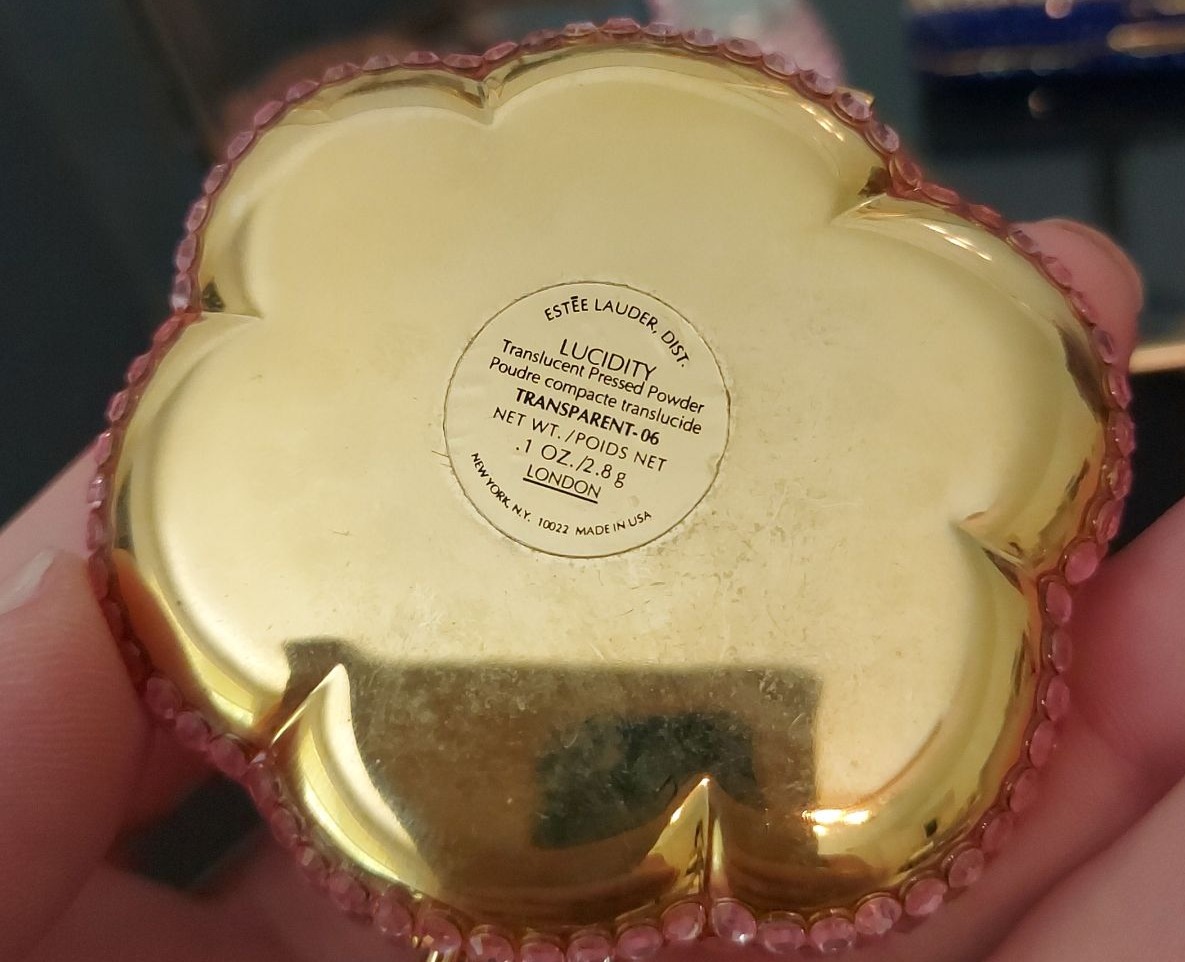 ESTĒE LAUDER, DIST.
LUCIDITY
Translucent Pressed Powder
Poudre compacte translucide
TRANSPARENT-06
NET WT./POIDS NET
.1 OZ./2.8 g
LONDON
NEW YORK, N.Y. 10022 MADE IN USA